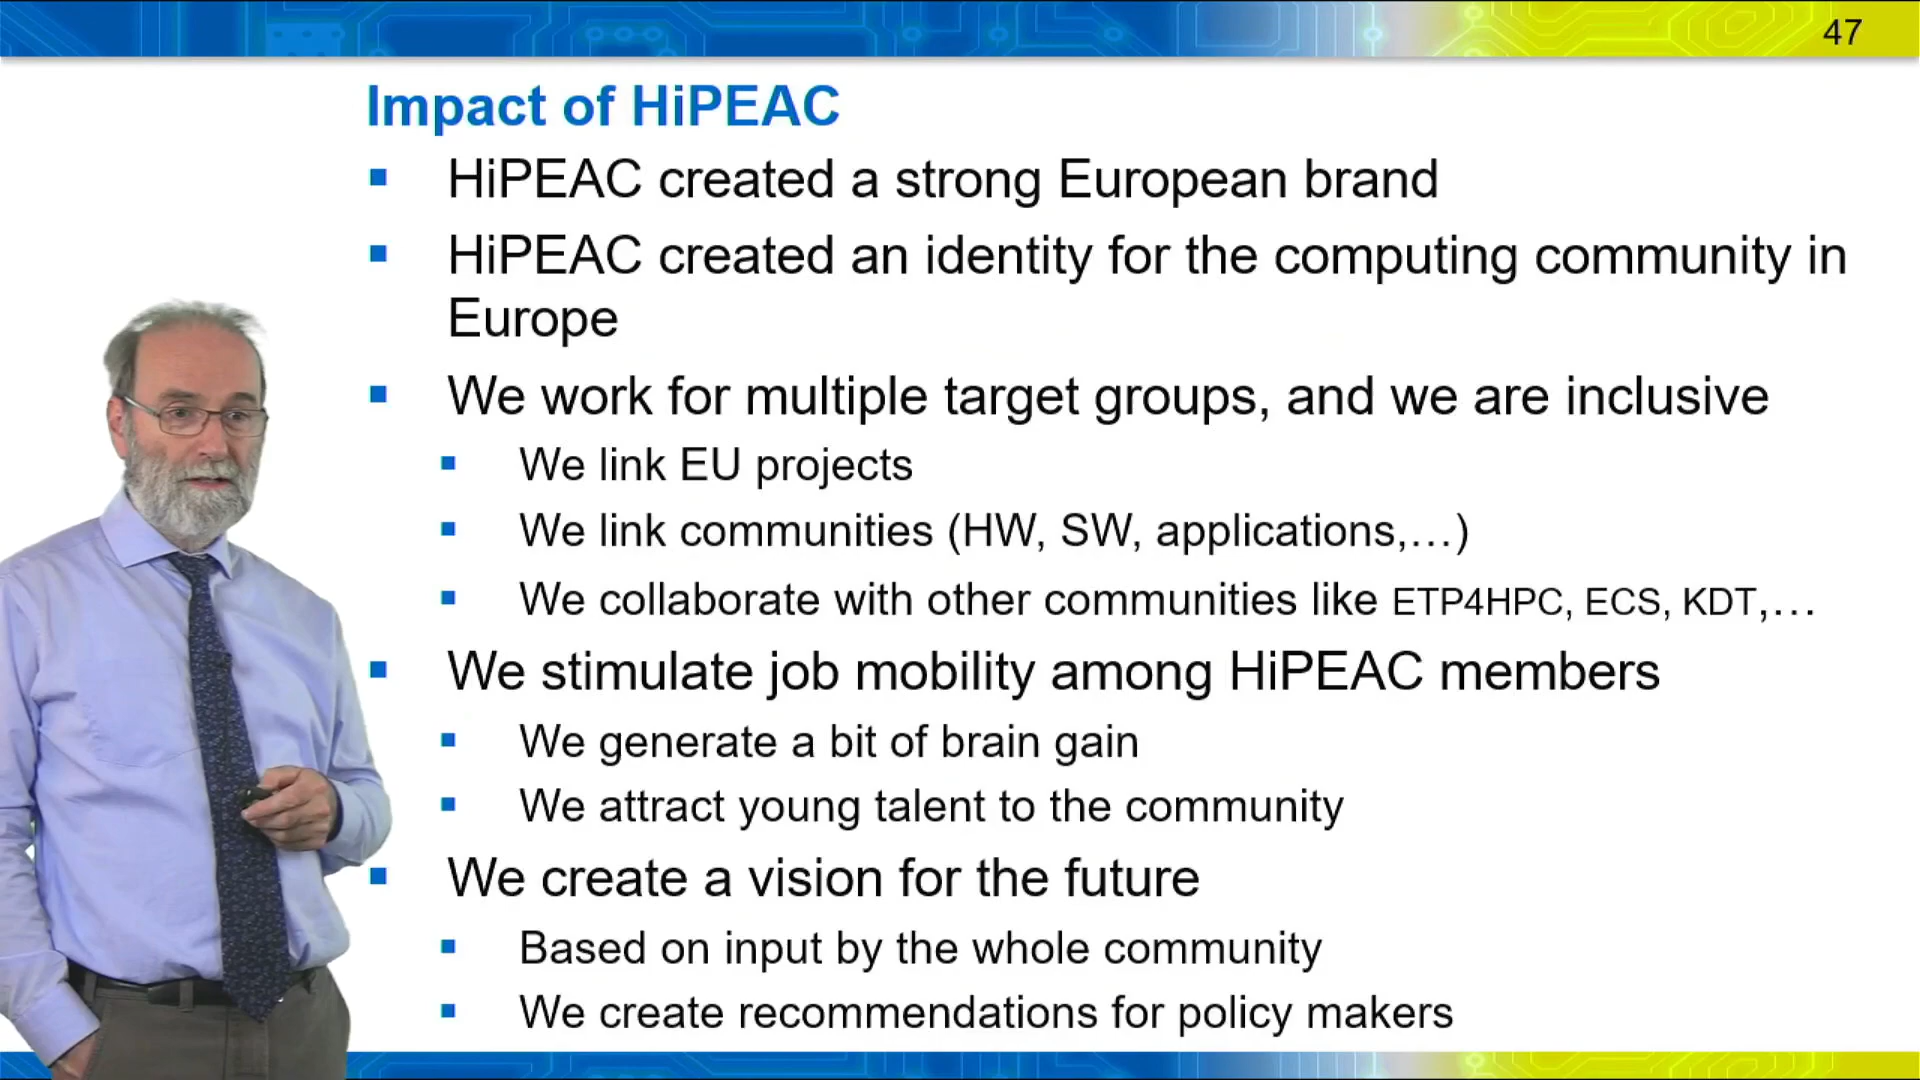 47
Impact of HiPEAC
HiPEAC created a strong European brand
HiPEAC created an identity for the computing community in
Europe
We work for multiple target groups, and we are inclusive
We link EU projects
We link communities (HW, SW, applications,…)
We collaborate with other communities like ETP4HPC, ECS, KDT,…
We stimulate job mobility among HiPEAC members
We generate a bit of brain gain
We attract young talent to the community
We create a vision for the future
Based on input by the whole community
We create recommendations for policy makers